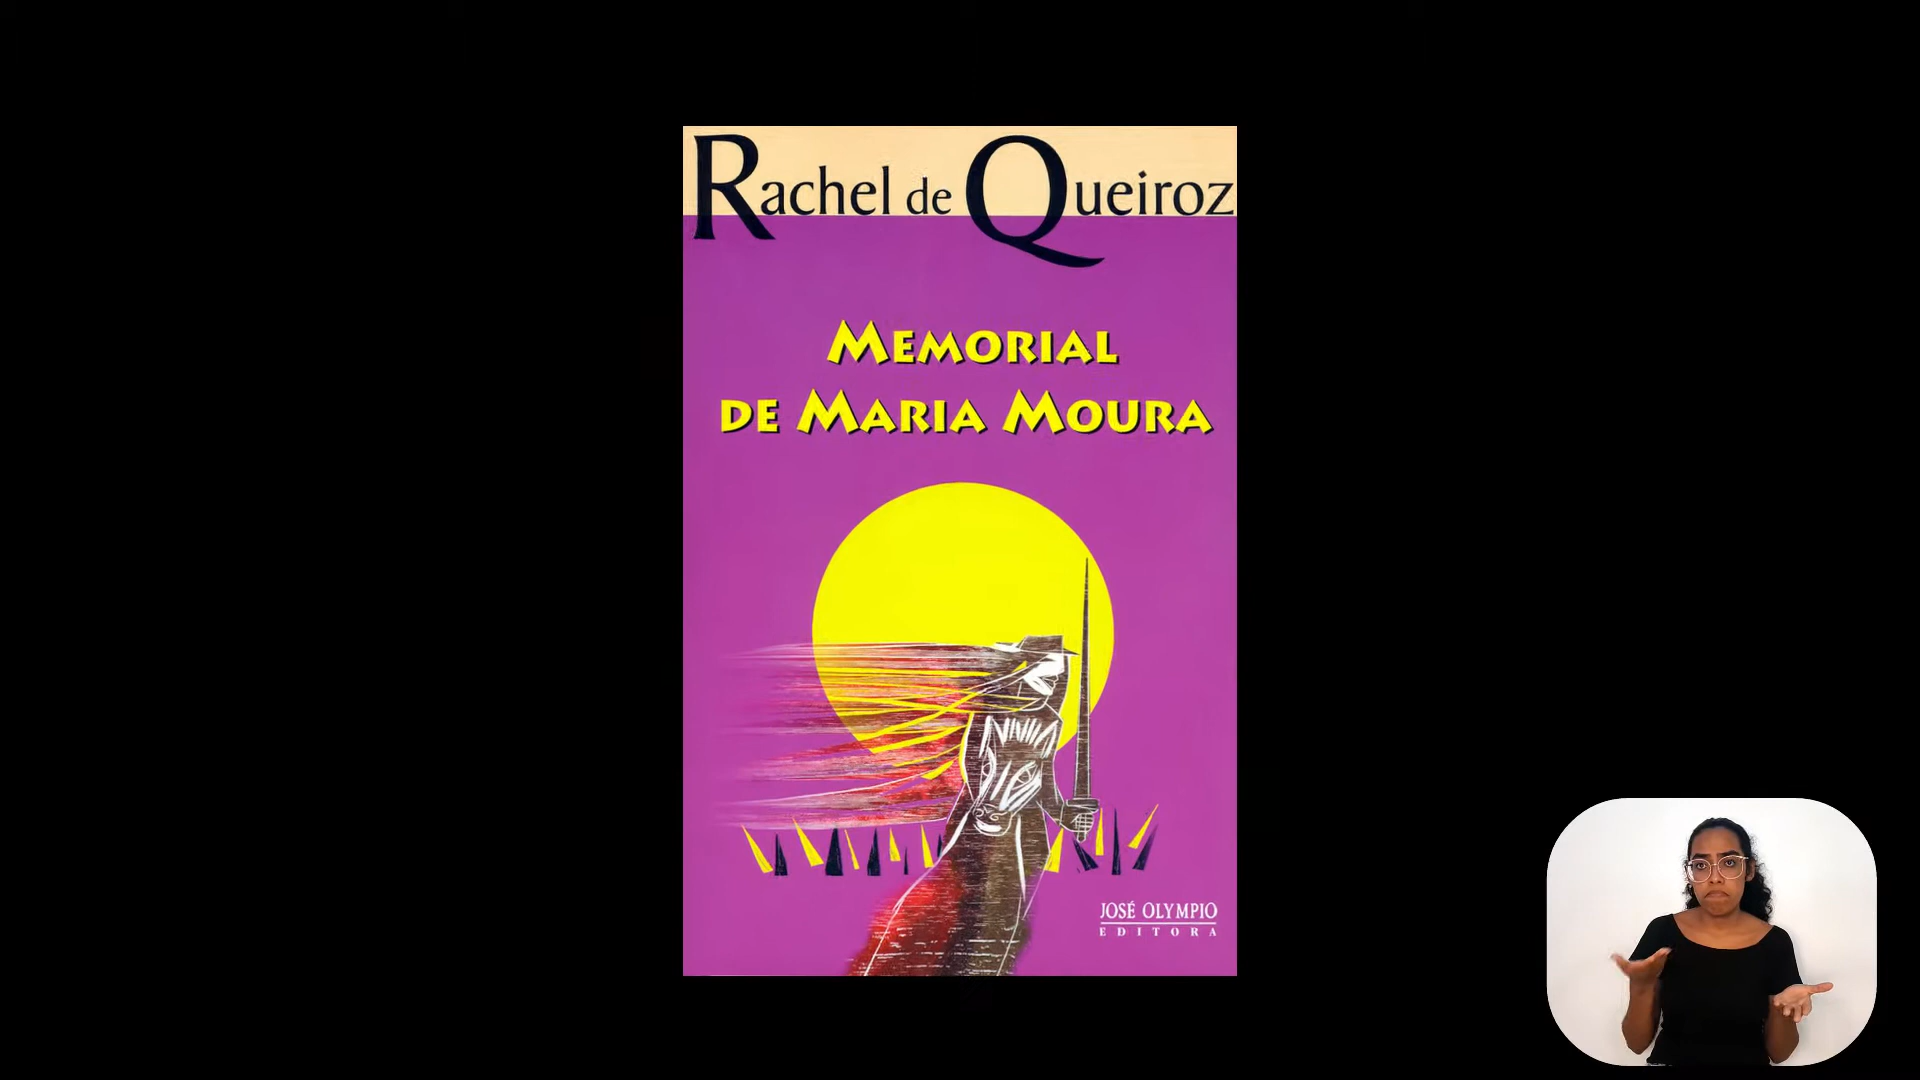 Rachel de Queiroz
MEMORIAL
DE MARIA MOURA
JOSÉ OLYMPIO
EDITORA